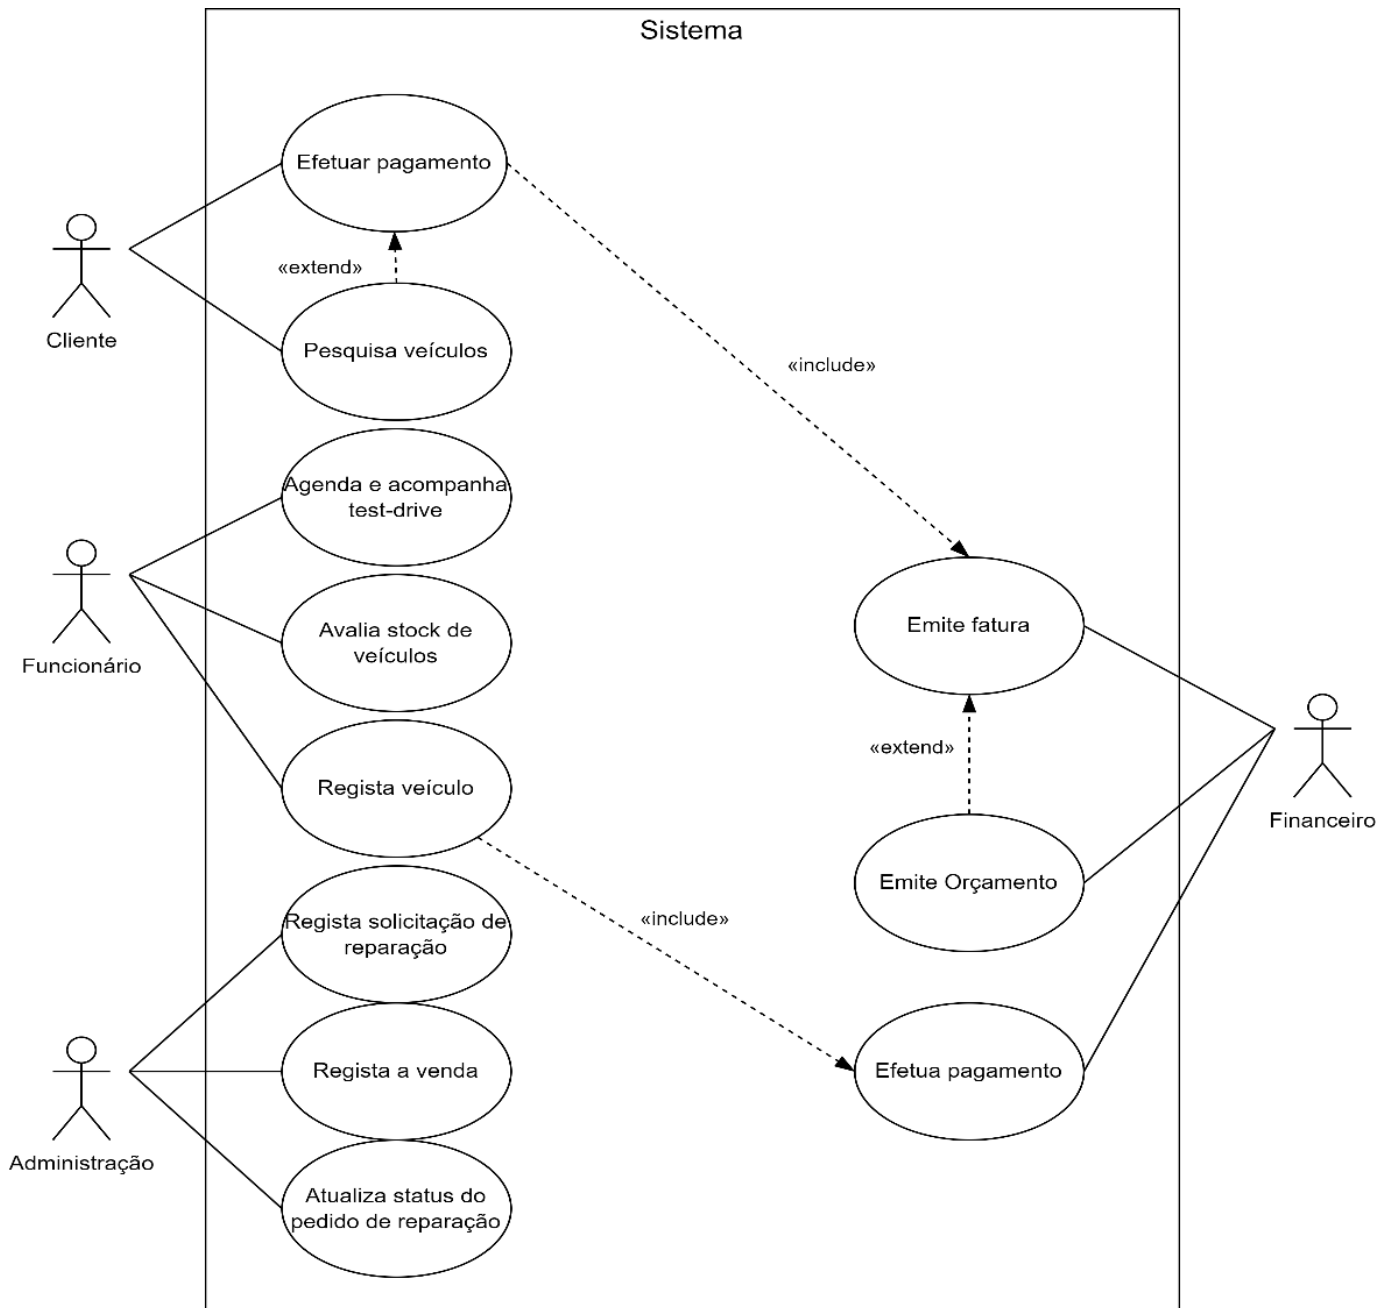 Sistema
Efetuar pagamento
«extend»
Cliente
Pesquisa veículos
«include»
Agenda e acompanha
test-drive
Funcionário
Avalia stock de
veículos
Emite fatura
Regista veículo
«extend»
Financeiro
Emite Orçamento
Regista solicitação de
reparação
«include»
Administração
Regista a venda
Efetua pagamento
Atualiza status do
pedido de reparação